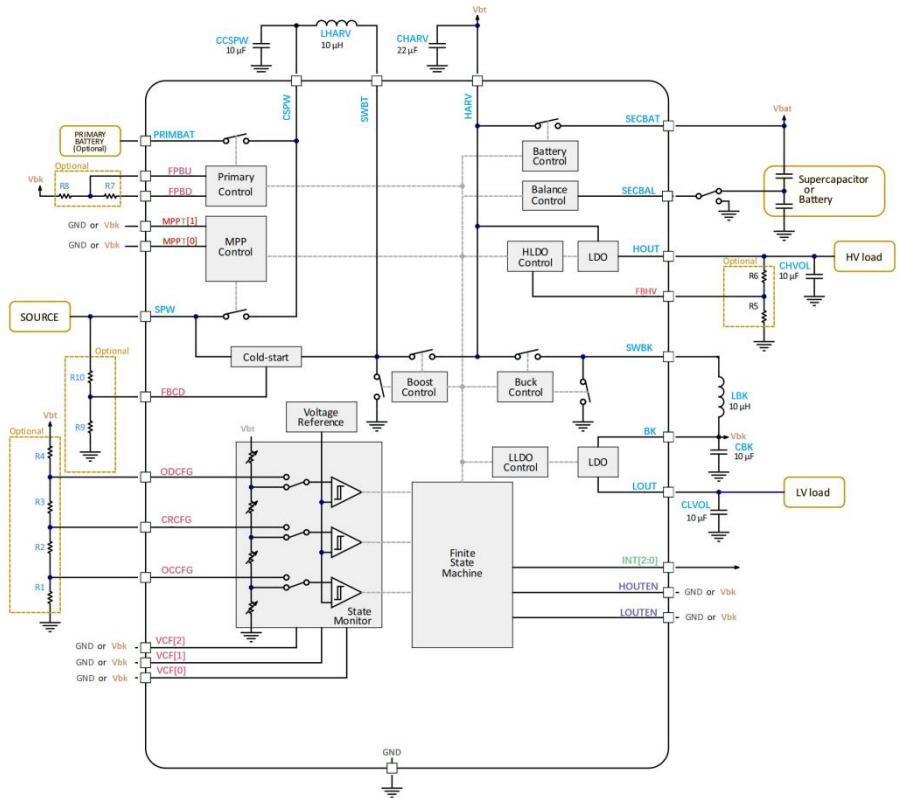 Vbt
CCSPW
10 µF
LHARV
10 µH
CHARV
22 µF
CSPW
SWBT
HARV
PRIMARY
BATTERY
(Optional)
PRIMBAT
SECBAT
Vbat
Optional
FPBU
Vbk
R8
R7
FPBD
Primary
Control
Battery
Control
Balance
Control
SECBAL
Supercapacitor
or
Battery
GND or Vbk
MPPT[1]
GND or Vbk
MPPT[0]
MPP
Control
HLDO
Control
LDO
HOUT
HV load
CHVOL
10 µF
Optional
R6
R5
FBHV
SOURCE
SPW
Optional
R10
R9
FBCD
Cold-start
Boost
Control
Buck
Control
SWBK
LBK
10 µH
Vbt
Optional
R4
R3
R2
R1
Voltage
Reference
Vbt
BK
Vbk
CBK
10 µF
LLDO
Control
LDO
ODCFG
CRCFG
OCCFG
LOUT
CLVOL
10 µF
LV load
Finite
State
Machine
State
Monitor
INT[2:0]
HOUTEN
GND or Vbk
LOUTEN
GND or Vbk
GND or Vbk
VCF[2]
GND or Vbk
VCF[1]
GND or Vbk
VCF[0]
GND